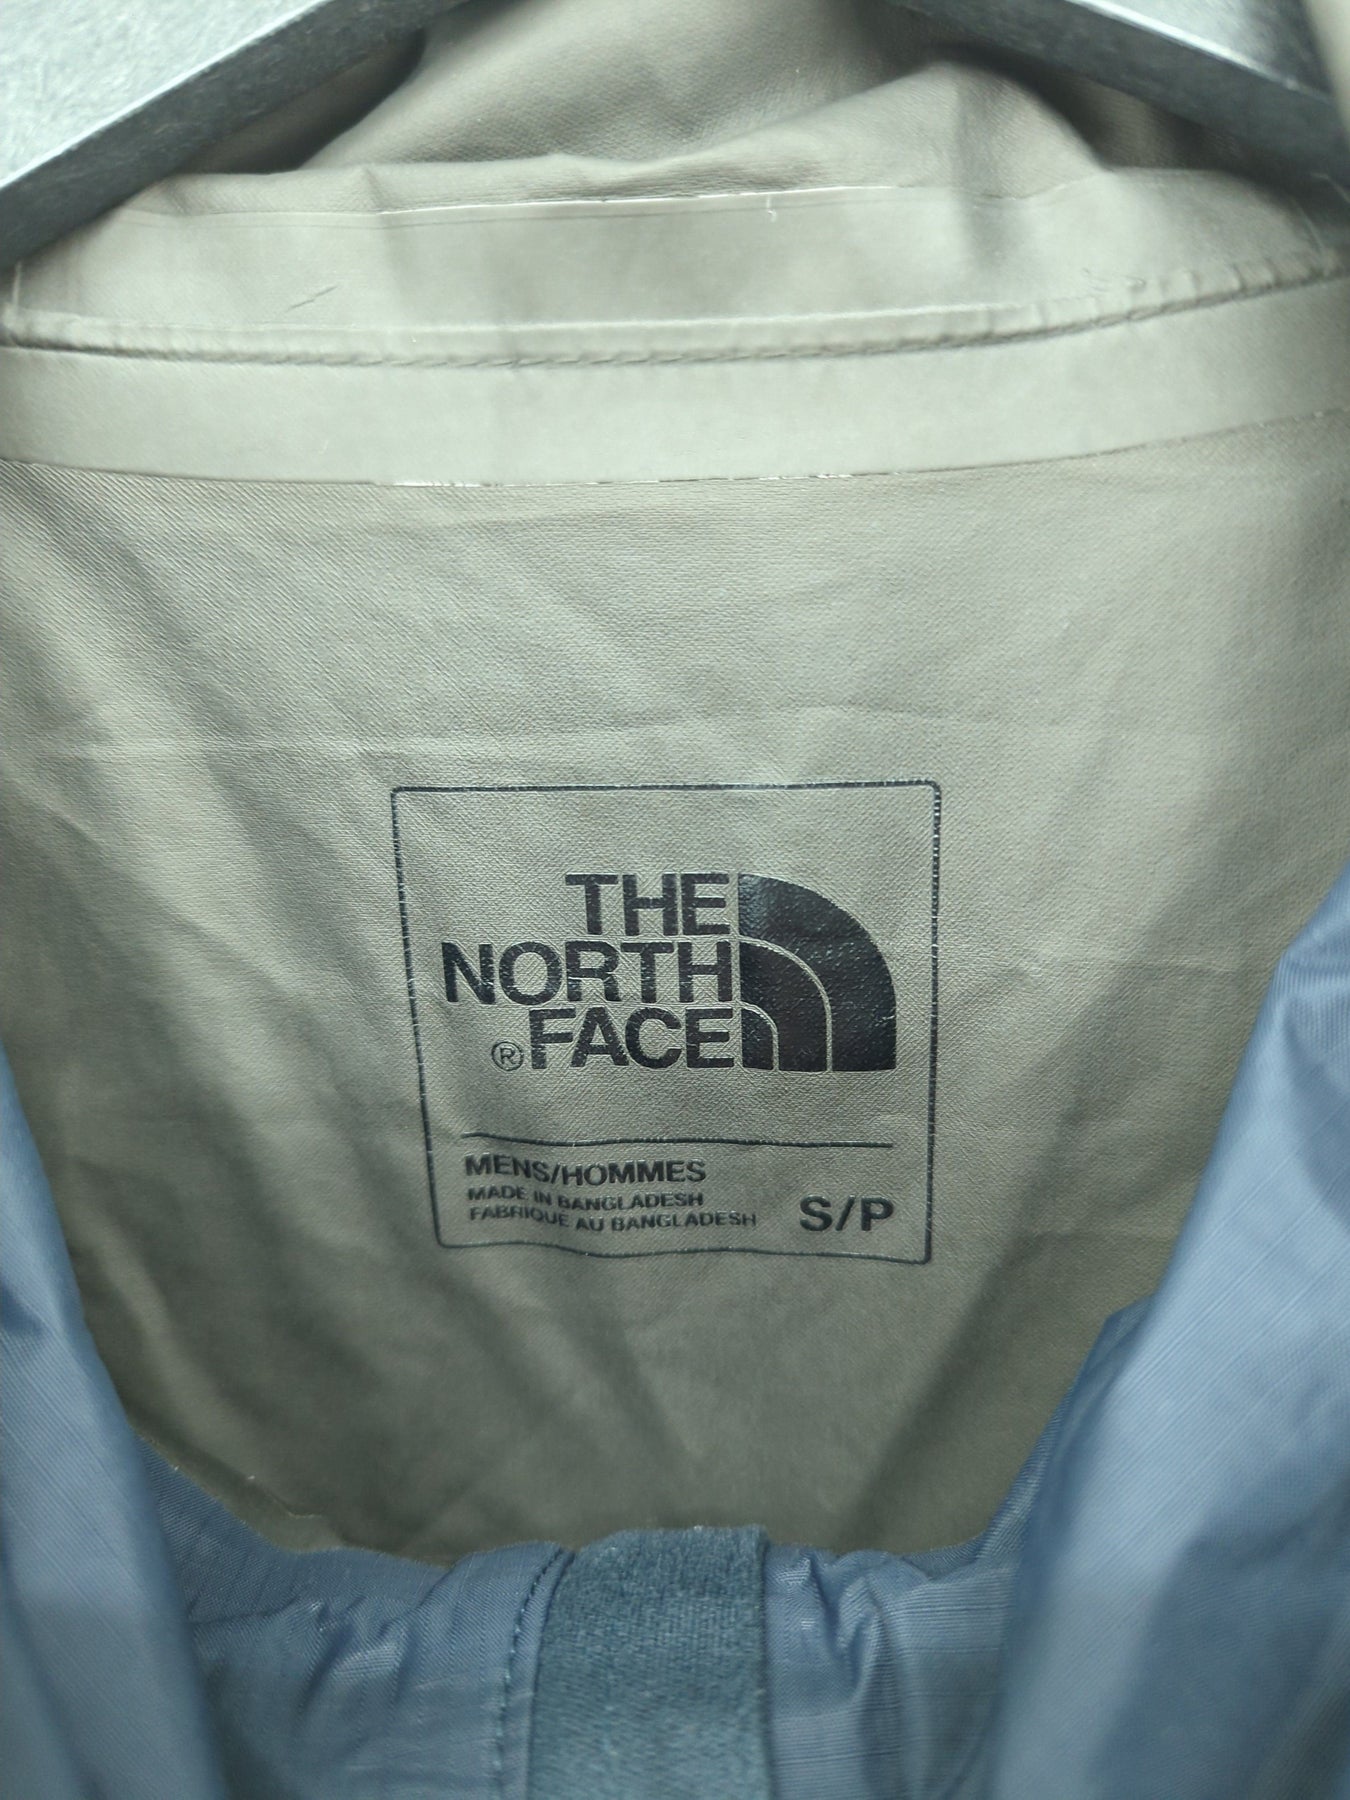 THE
NORTH
®FACE
MENS/HOMMES
MADE IN BANGLADESH
FABRIQUE AU BANGLADESH
S/P